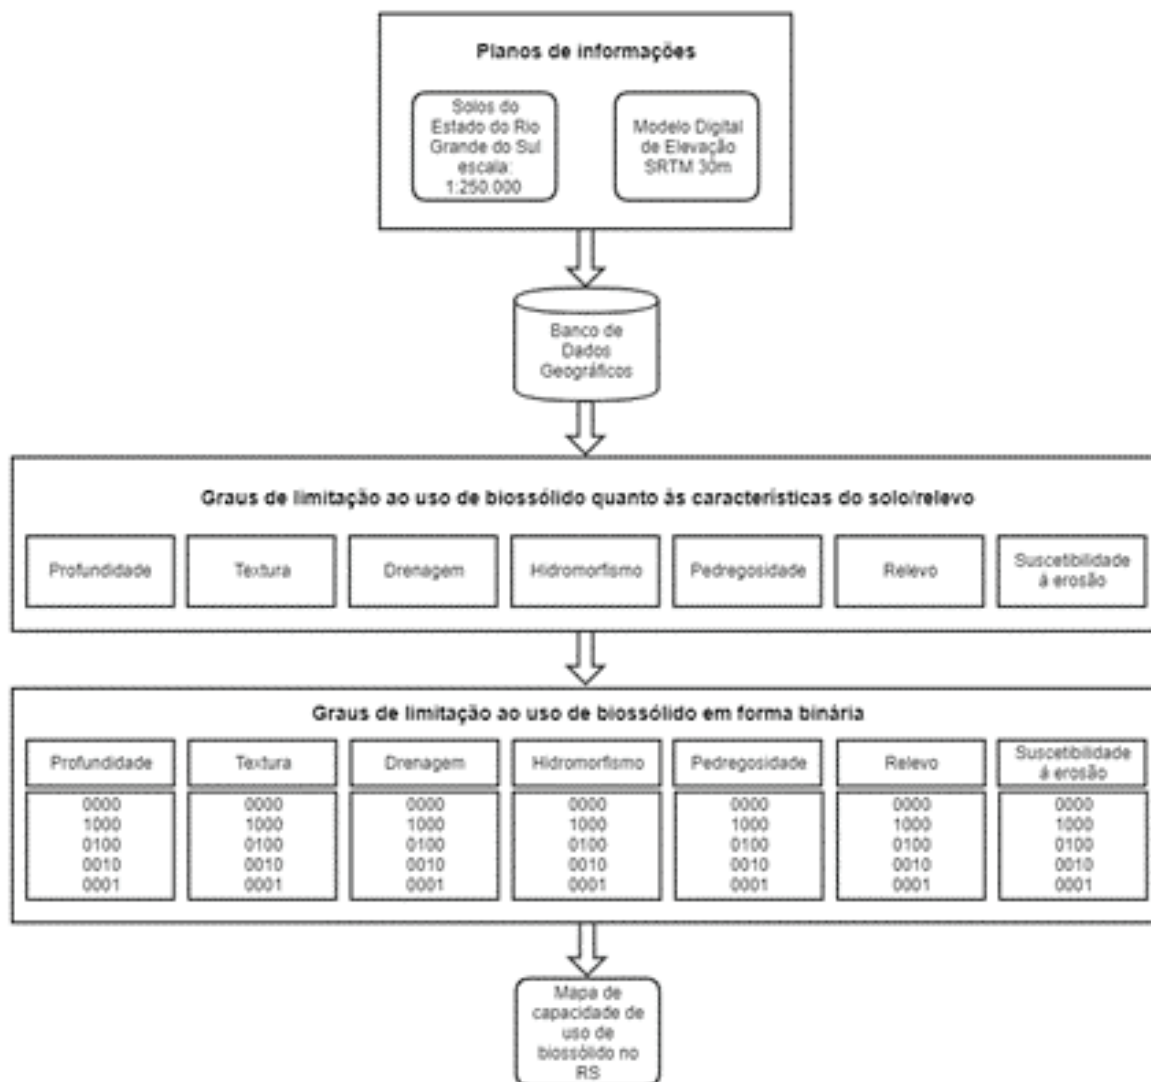 Planos de informações
Solos do
Estado do Rio
Grande do Sul
escala:
1:250.000
Modelo Digital
de Elevação
SRTM 30m
Banco de
Dados
Geográficos
Graus de limitação ao uso de biossólido quanto às características do solo/relevo
Profundidade
Textura
Drenagem
Hidromorfismo
Pedregosidade
Relevo
Suscetibilidade
á erosão
Graus de limitação ao uso de biossólido em forma binária
Profundidade
Textura
Drenagem
Hidromorfismo
Pedregosidade
Relevo
Suscetibilidade
á erosão
0000 0000 0000 0000 0000 0000 0000
1000 1000 1000 1000 1000 1000 1000
0100 0100 0100 0100 0100 0100 0100
0010 0010 0010 0010 0010 0010 0010
0001 0001 0001 0001 0001 0001 0001
Mapa de
capacidade de
uso de
biossólido no
RS